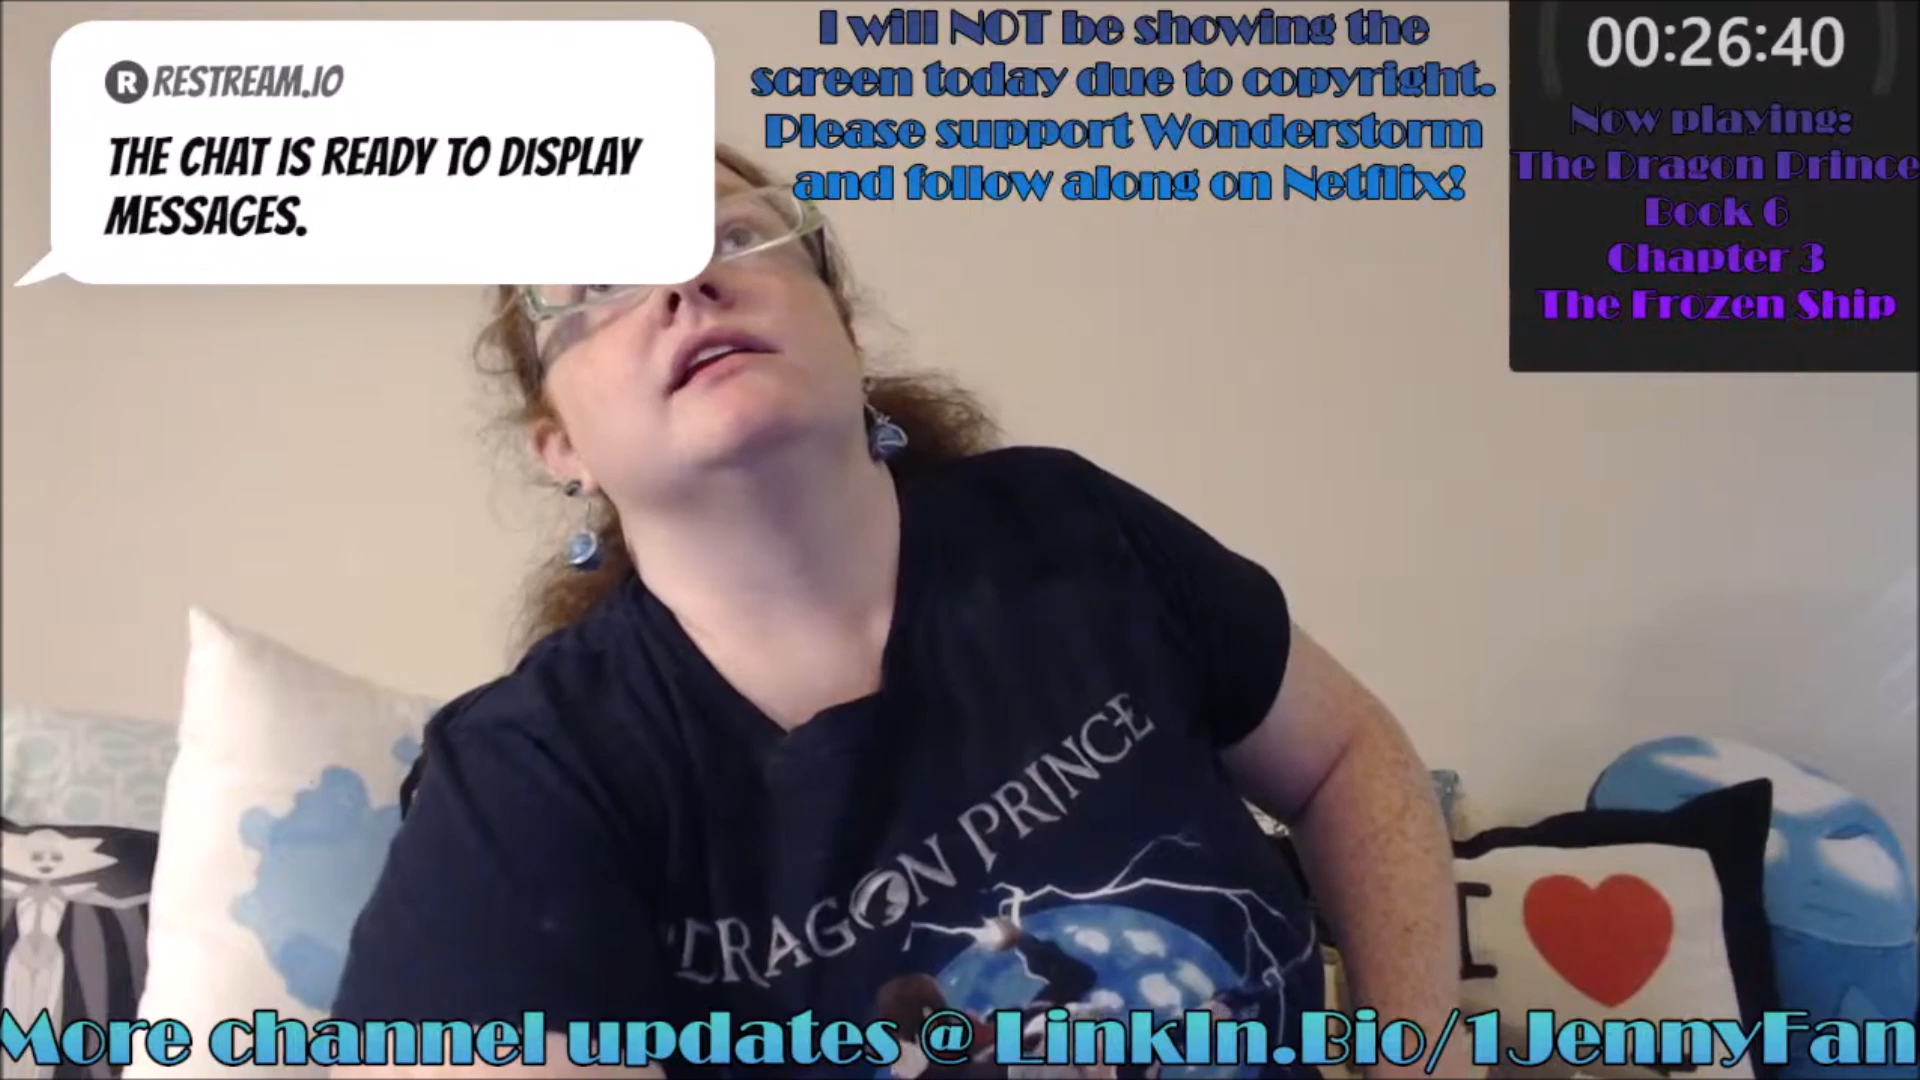 RESTREAM.IO
THE CHAT IS READY TO DISPLAY
MESSAGES.
I will NOT be showing the
screen today due to copyright.
Please support Wonderstorm
and follow along on Netflix!
00:26:40
Now playing:
The Dragon Prince
Book 6
Chapter 3
The Frozen Ship
DRAGON PRINCE
I
More channel updates @ LinkIn.Bio/1JennyFan